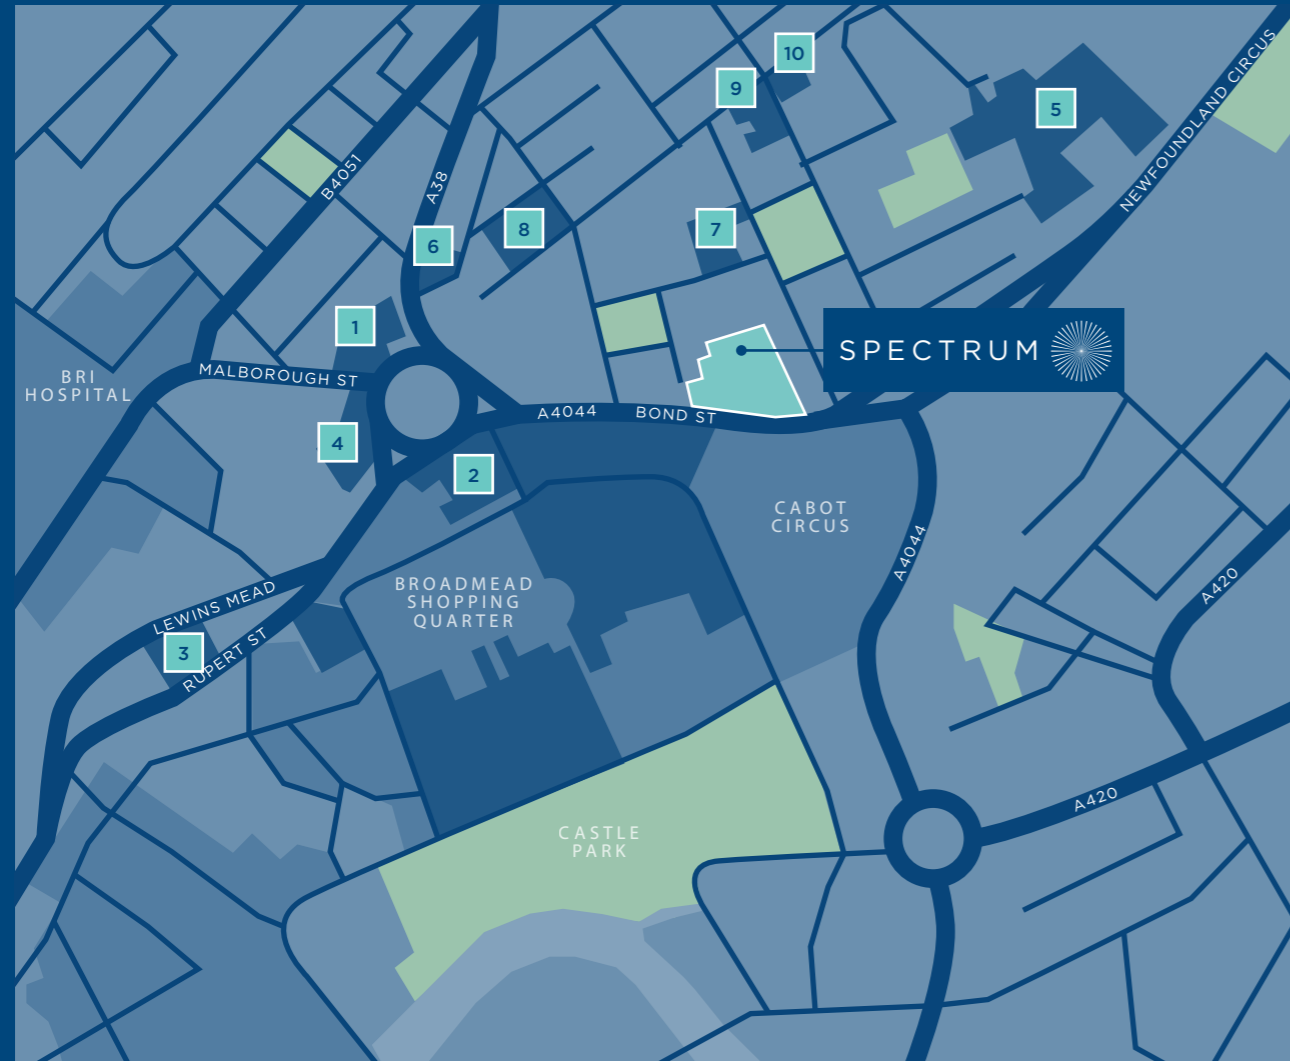 10
9
5
NEWFOUNDLAND CIRCUS
B4051
A38
8
7
6
1
SPECTRUM
MALBOROUGH ST
BRI
HOSPITAL
A4044
BOND ST
4
2
CABOT
CIRCUS
A4044
BROADMEAD
SHOPPING
QUARTER
A420
LEWINS MEAD
3
RUPERT ST
A420
CASTLE
PARK